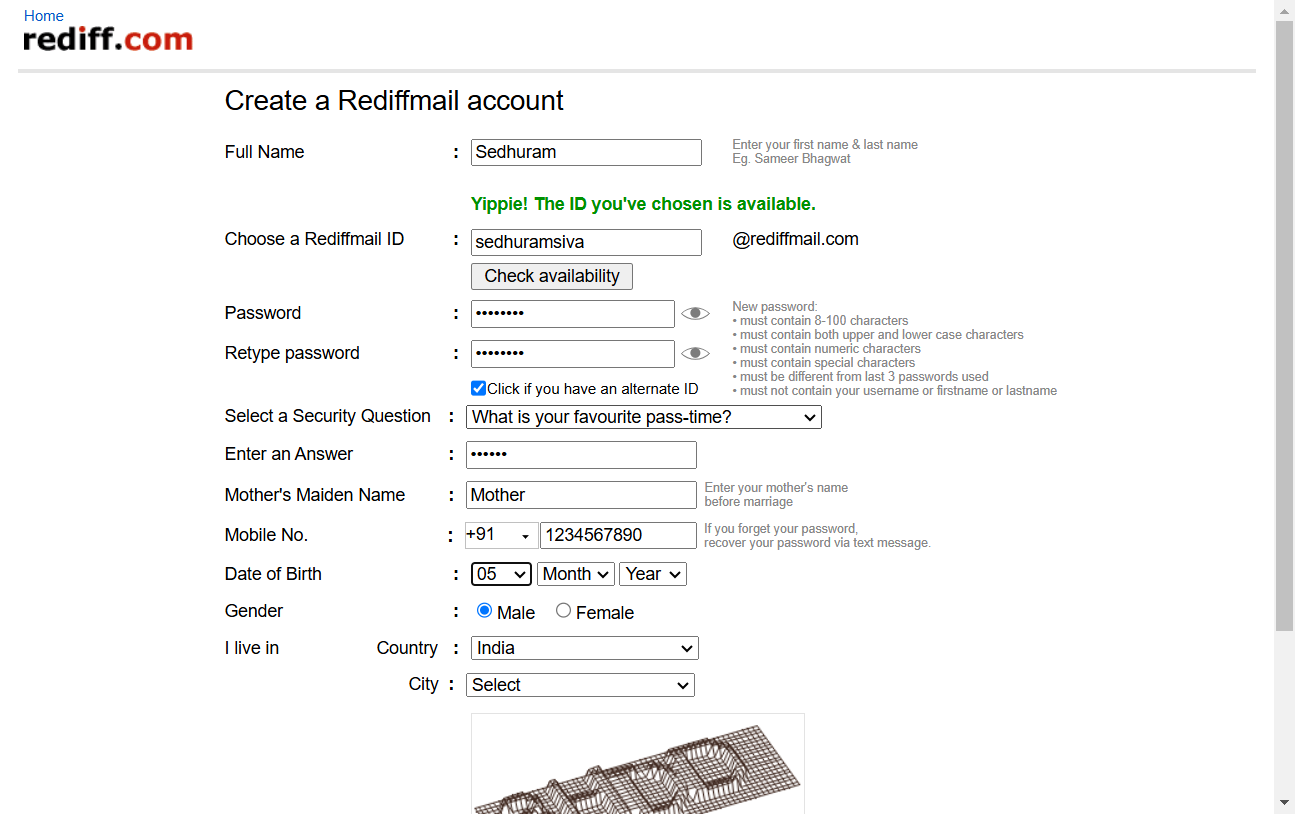 Home
rediff.com
Create a Rediffmail account
Full Name : Sedhuram
Enter your first name & last name
Eg. Sameer Bhagwat
Yippie! The ID you've chosen is available.
Choose a Rediffmail ID : sedhuramsiva @rediffmail.com
Check availability
Password : ••••••••
Retype password : ••••••••
New password:
• must contain 8-100 characters
• must contain both upper and lower case characters
• must contain numeric characters
• must contain special characters
• must be different from last 3 passwords used
• must not contain your username or firstname or lastname
Click if you have an alternate ID
Select a Security Question : What is your favourite pass-time?
Enter an Answer : ••••••
Mother's Maiden Name : Mother
Enter your mother's name
before marriage
Mobile No. : +91 1234567890
If you forget your password,
recover your password via text message.
Date of Birth : 05 Month Year
Gender : Male Female
I live in Country : India
City : Select